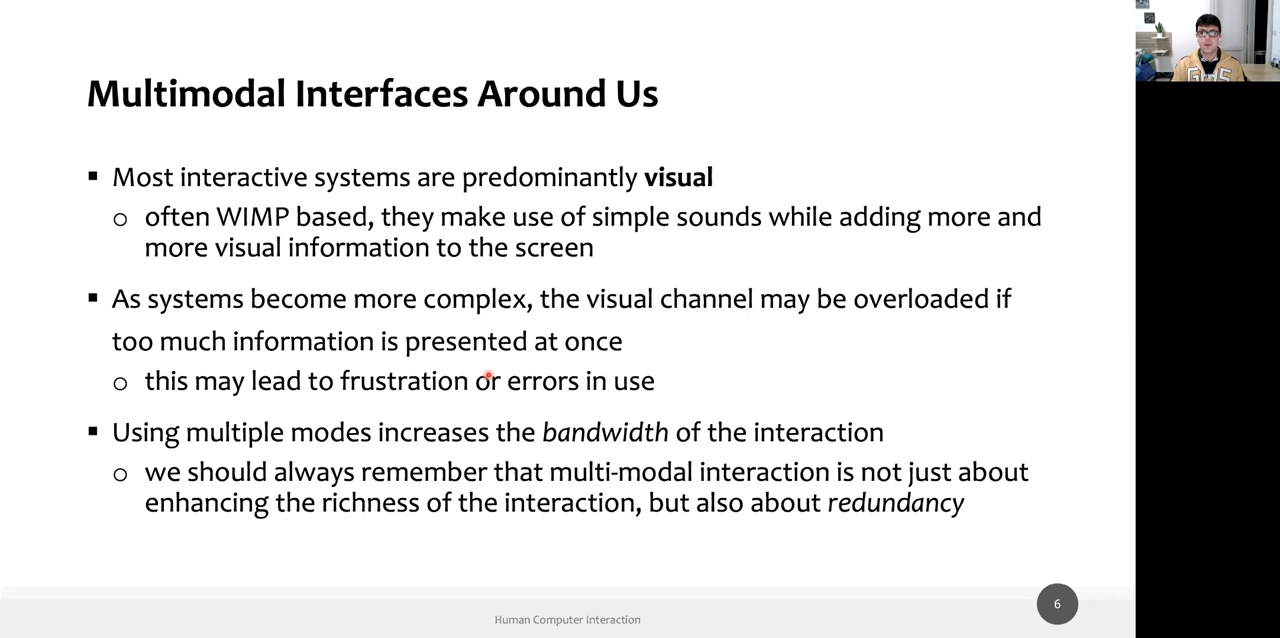 Multimodal Interfaces Around Us
▪ Most interactive systems are predominantly visual
o often WIMP based, they make use of simple sounds while adding more and
more visual information to the screen
▪ As systems become more complex, the visual channel may be overloaded if
too much information is presented at once
o this may lead to frustration or errors in use
▪ Using multiple modes increases the bandwidth of the interaction
o we should always remember that multi-modal interaction is not just about
enhancing the richness of the interaction, but also about redundancy
Human Computer Interaction
6